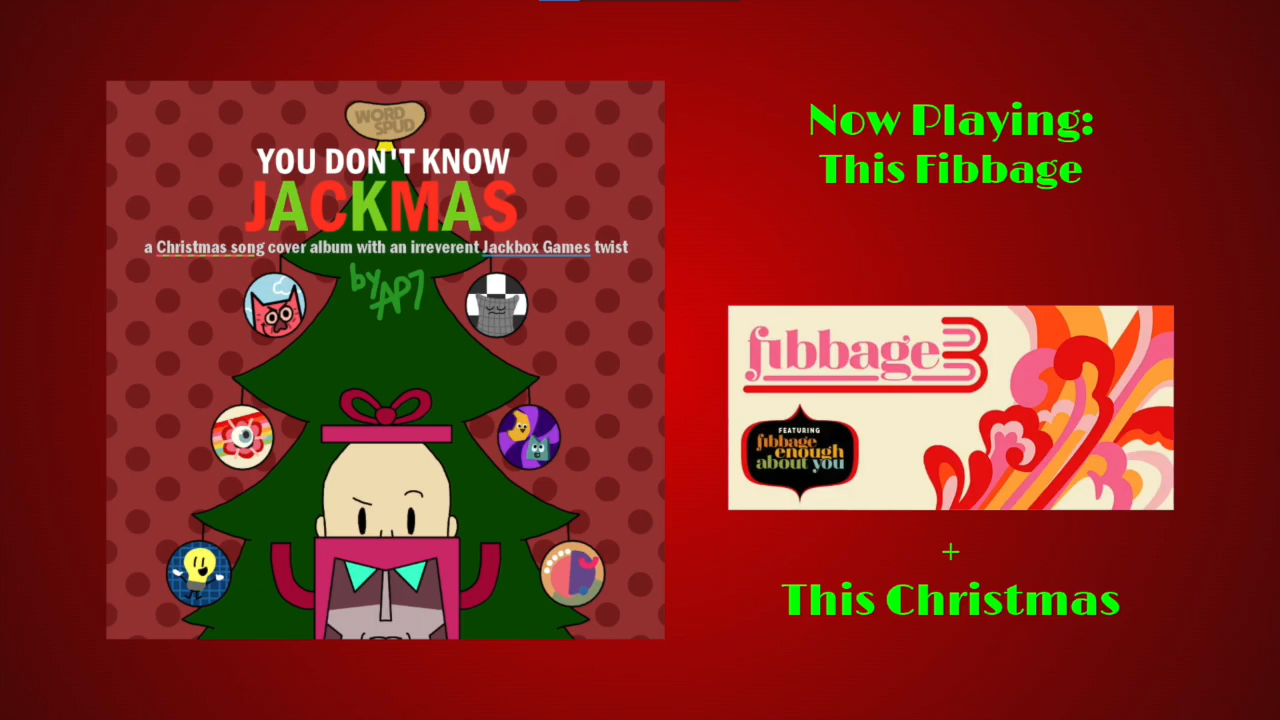 WORD
SPUD
YOU DON'T KNOW
JACKMAS
a Christmas song cover album with an irreverent Jackbox Games twist
by AP7
Now Playing:
This Fibbage
fibbage 3
FEATURING
fibbage
enough
about you
+
This Christmas